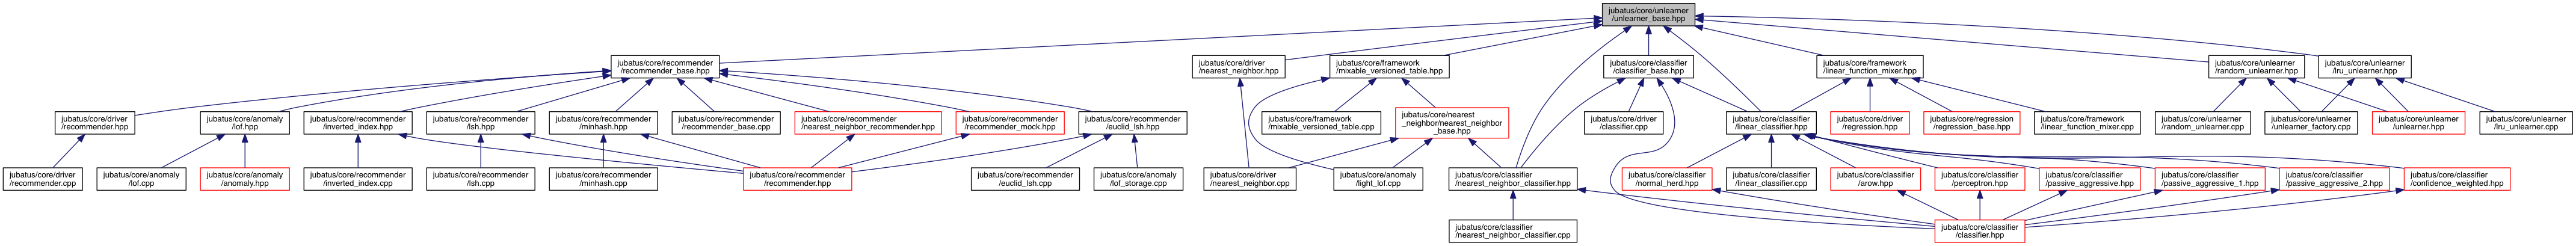 jubatus/core/unlearner
/unlearner_base.hpp
jubatus/core/recommender
/recommender_base.hpp
jubatus/core/driver
/nearest_neighbor.hpp
jubatus/core/framework
/mixable_versioned_table.hpp
jubatus/core/classifier
/classifier_base.hpp
jubatus/core/framework
/linear_function_mixer.hpp
jubatus/core/unlearner
/random_unlearner.hpp
jubatus/core/unlearner
/lru_unlearner.hpp
jubatus/core/driver
/recommender.hpp
jubatus/core/anomaly
/lof.hpp
jubatus/core/recommender
/inverted_index.hpp
jubatus/core/recommender
/lsh.hpp
jubatus/core/recommender
/minhash.hpp
jubatus/core/recommender
/recommender_base.cpp
jubatus/core/recommender
/nearest_neighbor_recommender.hpp
jubatus/core/recommender
/recommender_mock.hpp
jubatus/core/recommender
/euclid_lsh.hpp
jubatus/core/framework
/mixable_versioned_table.cpp
jubatus/core/nearest
_neighbor/nearest_neighbor
_base.hpp
jubatus/core/driver
/classifier.cpp
jubatus/core/classifier
/linear_classifier.hpp
jubatus/core/driver
/regression.hpp
jubatus/core/regression
/regression_base.hpp
jubatus/core/framework
/linear_function_mixer.cpp
jubatus/core/unlearner
/random_unlearner.cpp
jubatus/core/unlearner
/unlearner_factory.cpp
jubatus/core/unlearner
/unlearner.hpp
jubatus/core/unlearner
/lru_unlearner.cpp
jubatus/core/driver
/recommender.cpp
jubatus/core/anomaly
/lof.cpp
jubatus/core/anomaly
/anomaly.hpp
jubatus/core/recommender
/inverted_index.cpp
jubatus/core/recommender
/lsh.cpp
jubatus/core/recommender
/minhash.cpp
jubatus/core/recommender
/recommender.hpp
jubatus/core/recommender
/euclid_lsh.cpp
jubatus/core/anomaly
/lof_storage.cpp
jubatus/core/driver
/nearest_neighbor.cpp
jubatus/core/anomaly
/light_lof.cpp
jubatus/core/classifier
/nearest_neighbor_classifier.hpp
jubatus/core/classifier
/normal_herd.hpp
jubatus/core/classifier
/linear_classifier.cpp
jubatus/core/classifier
/arow.hpp
jubatus/core/classifier
/perceptron.hpp
jubatus/core/classifier
/passive_aggressive.hpp
jubatus/core/classifier
/passive_aggressive_1.hpp
jubatus/core/classifier
/passive_aggressive_2.hpp
jubatus/core/classifier
/confidence_weighted.hpp
jubatus/core/classifier
/nearest_neighbor_classifier.cpp
jubatus/core/classifier
/classifier.hpp